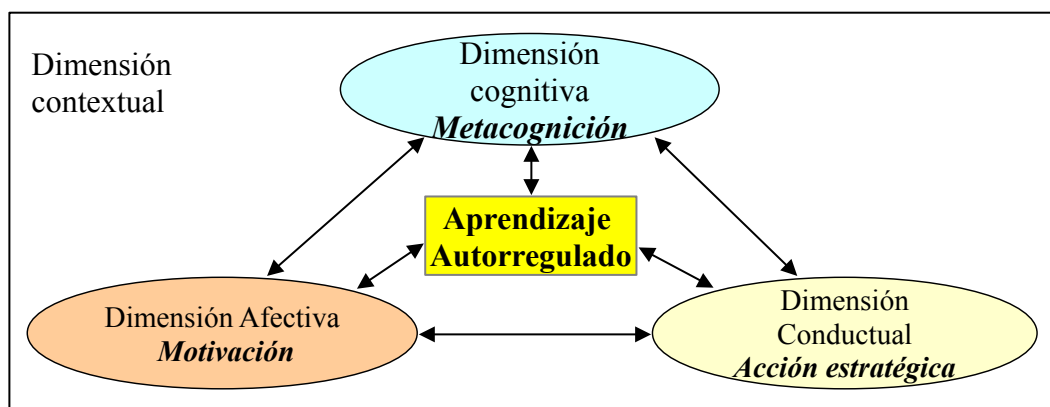 Dimensión
contextual
Dimensión
cognitiva
Metacognición
Aprendizaje
Autorregulado
Dimensión Afectiva
Motivación
Dimensión
Conductual
Acción estratégica